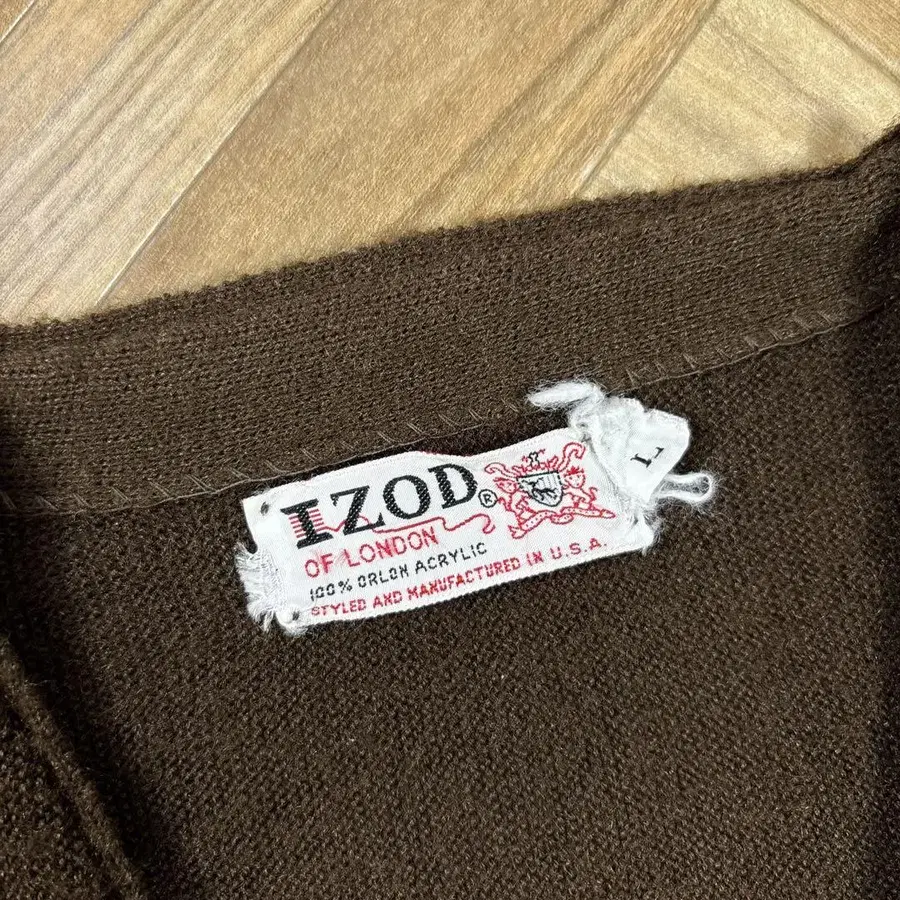 IZOD®
OF LONDON
100% ORLON ACRYLIC
STYLED AND MANUFACTURED IN U.S.A.
L